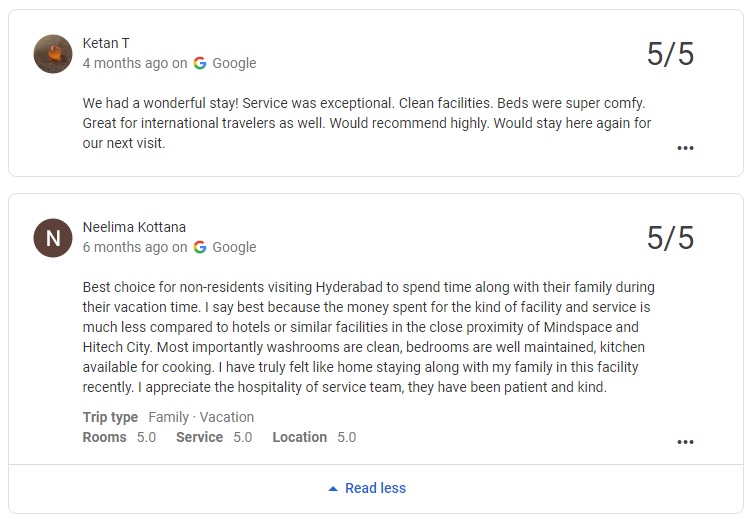 Ketan T
4 months ago on Google
5/5
We had a wonderful stay! Service was exceptional. Clean facilities. Beds were super comfy.
Great for international travelers as well. Would recommend highly. Would stay here again for
our next visit.
N
Neelima Kottana
6 months ago on Google
5/5
Best choice for non-residents visiting Hyderabad to spend time along with their family during
their vacation time. I say best because the money spent for the kind of facility and service is
much less compared to hotels or similar facilities in the close proximity of Mindspace and
Hitech City. Most importantly washrooms are clean, bedrooms are well maintained, kitchen
available for cooking. I have truly felt like home staying along with my family in this facility
recently. I appreciate the hospitality of service team, they have been patient and kind.
Trip type Family · Vacation
Rooms 5.0 Service 5.0 Location 5.0
Read less